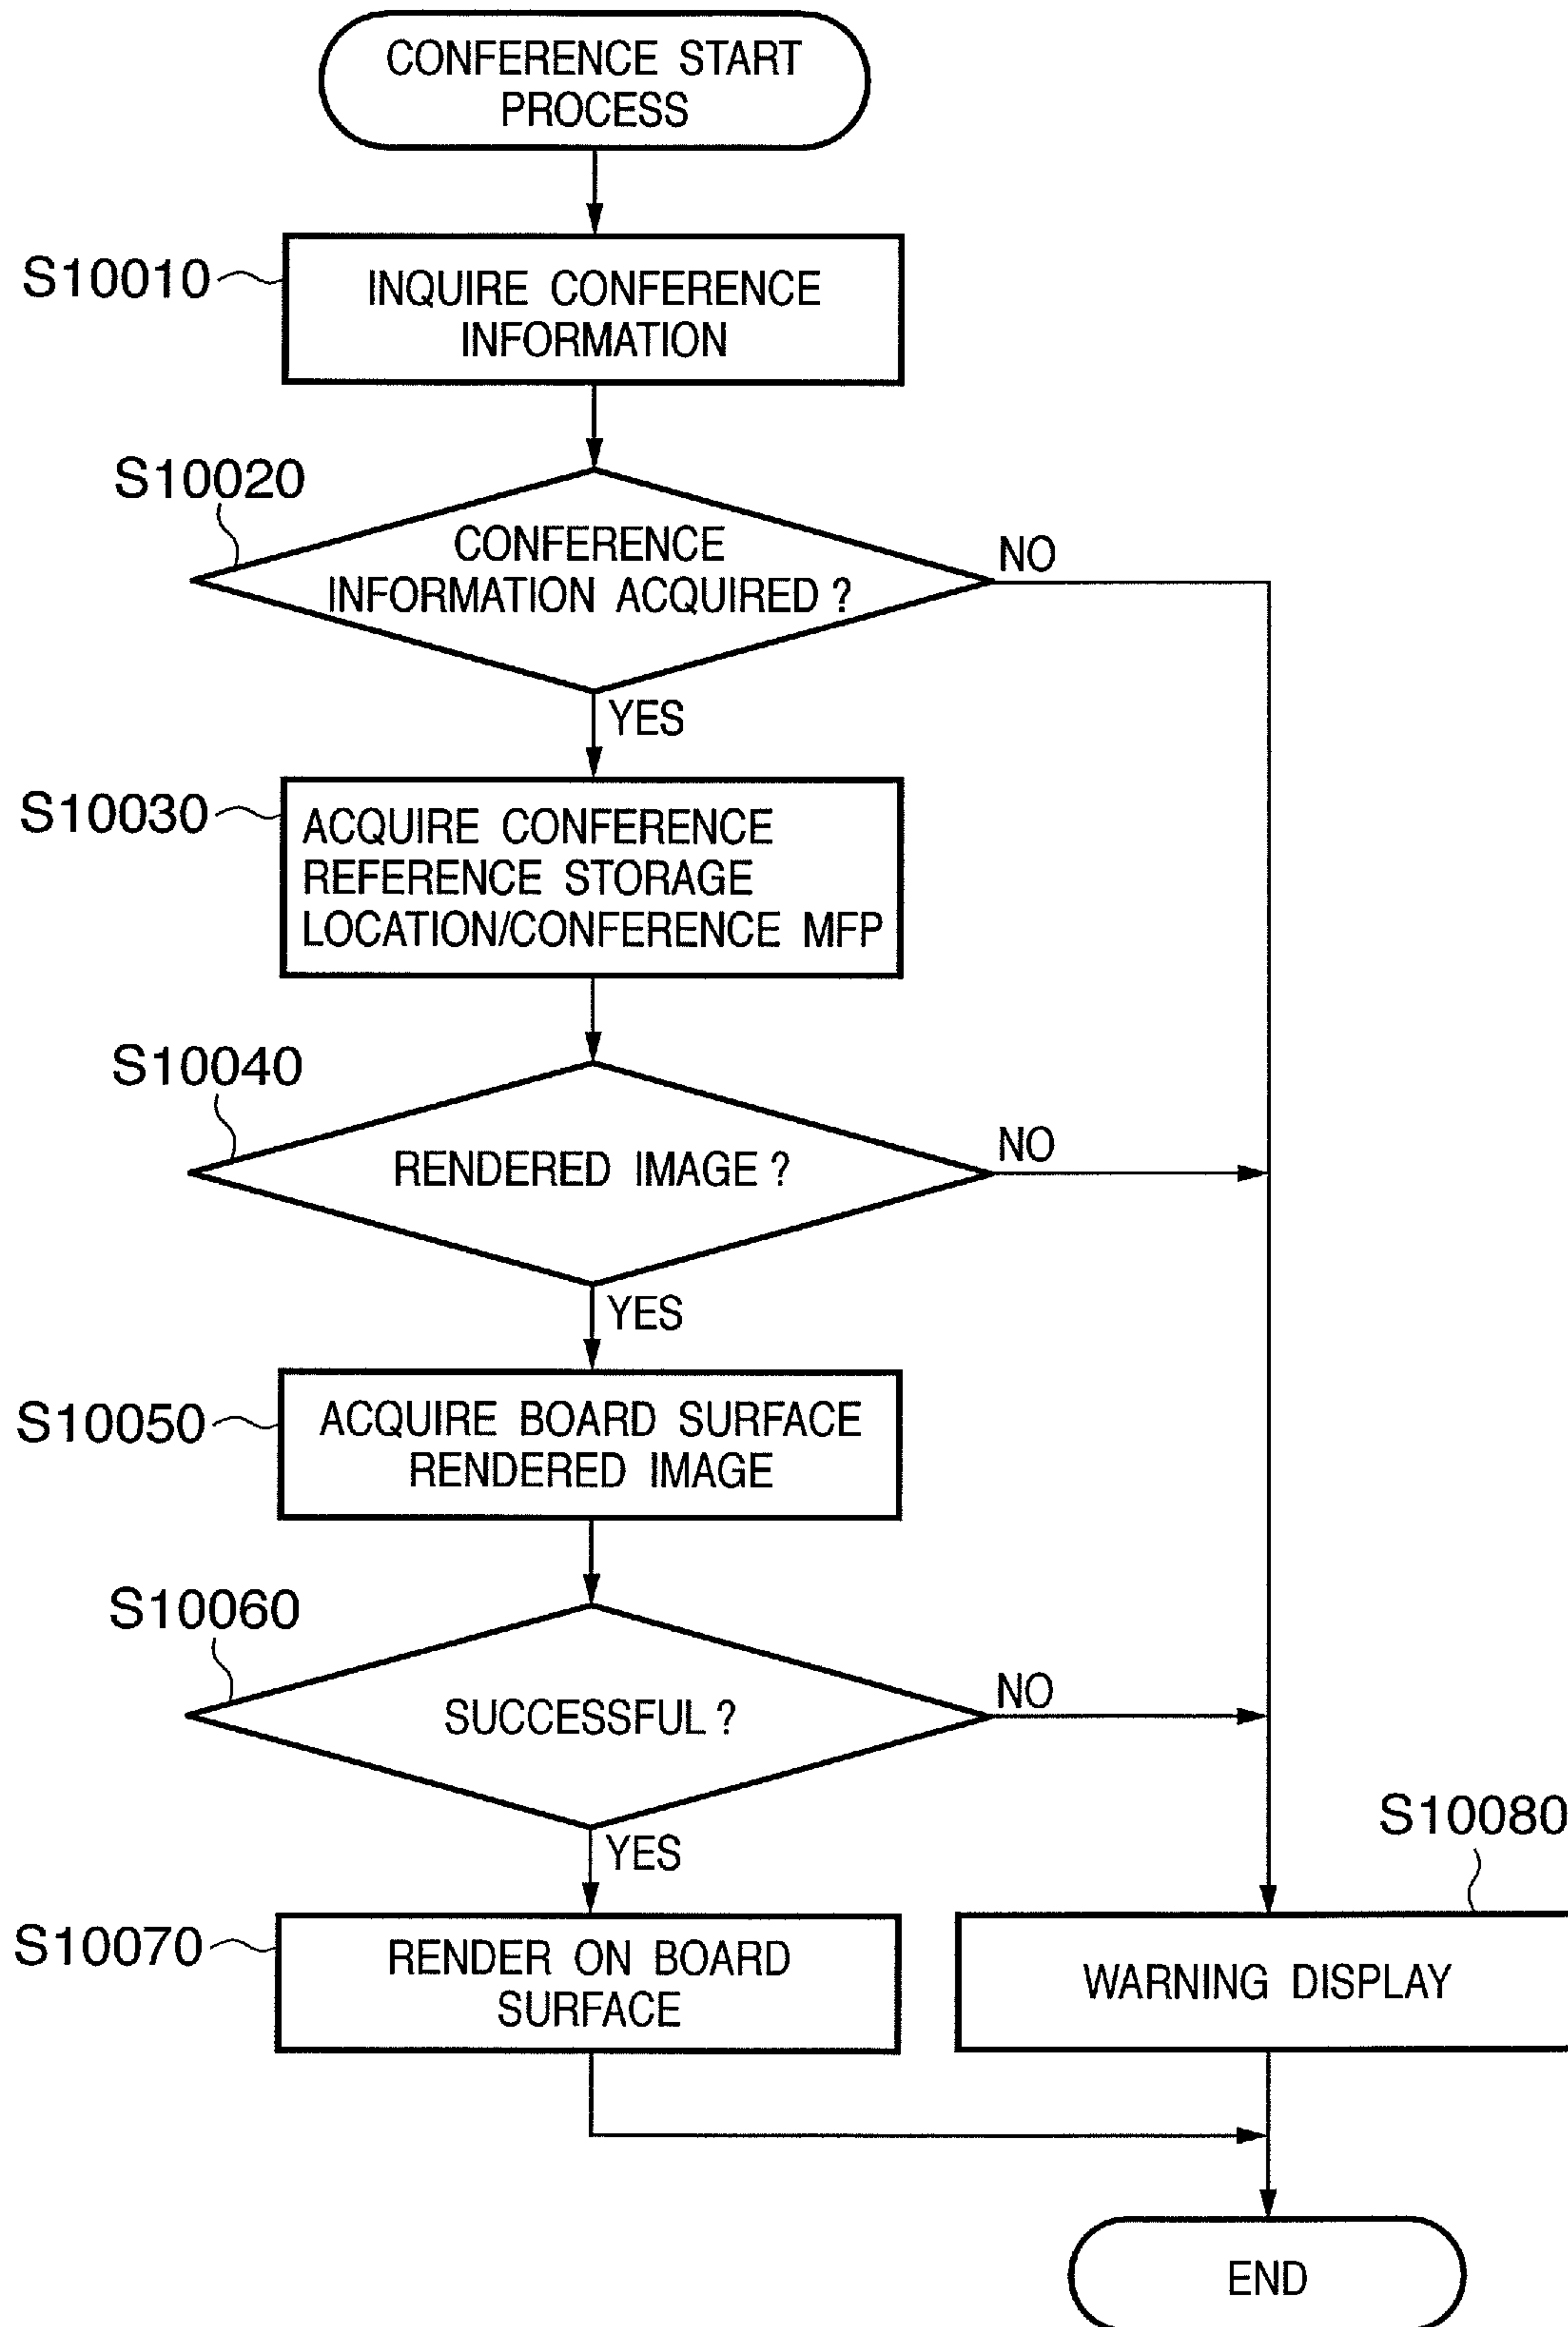 CONFERENCE START
PROCESS
S10010
INQUIRE CONFERENCE
INFORMATION
S10020
CONFERENCE
INFORMATION ACQUIRED ?
NO
YES
S10030
ACQUIRE CONFERENCE
REFERENCE STORAGE
LOCATION/CONFERENCE MFP
S10040
RENDERED IMAGE ?
NO
YES
S10050
ACQUIRE BOARD SURFACE
RENDERED IMAGE
S10060
SUCCESSFUL ?
NO
YES
S10070
RENDER ON BOARD
SURFACE
S10080
WARNING DISPLAY
END